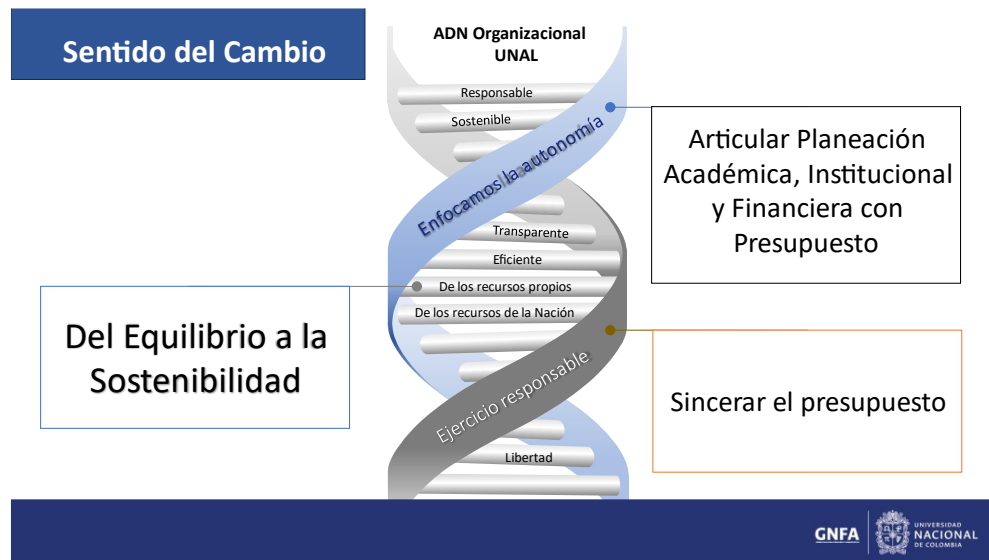 Sentido del Cambio
ADN Organizacional
UNAL
Responsable
Sostenible
Enfocamos la autonomía
Articular Planeación
Académica, Institucional
y Financiera con
Presupuesto
Transparente
Eficiente
De los recursos propios
De los recursos de la Nación
Del Equilibrio a la
Sostenibilidad
Ejercicio responsable
Sincerar el presupuesto
Libertad
GNFA
UNIVERSIDAD
NACIONAL
DE COLOMBIA